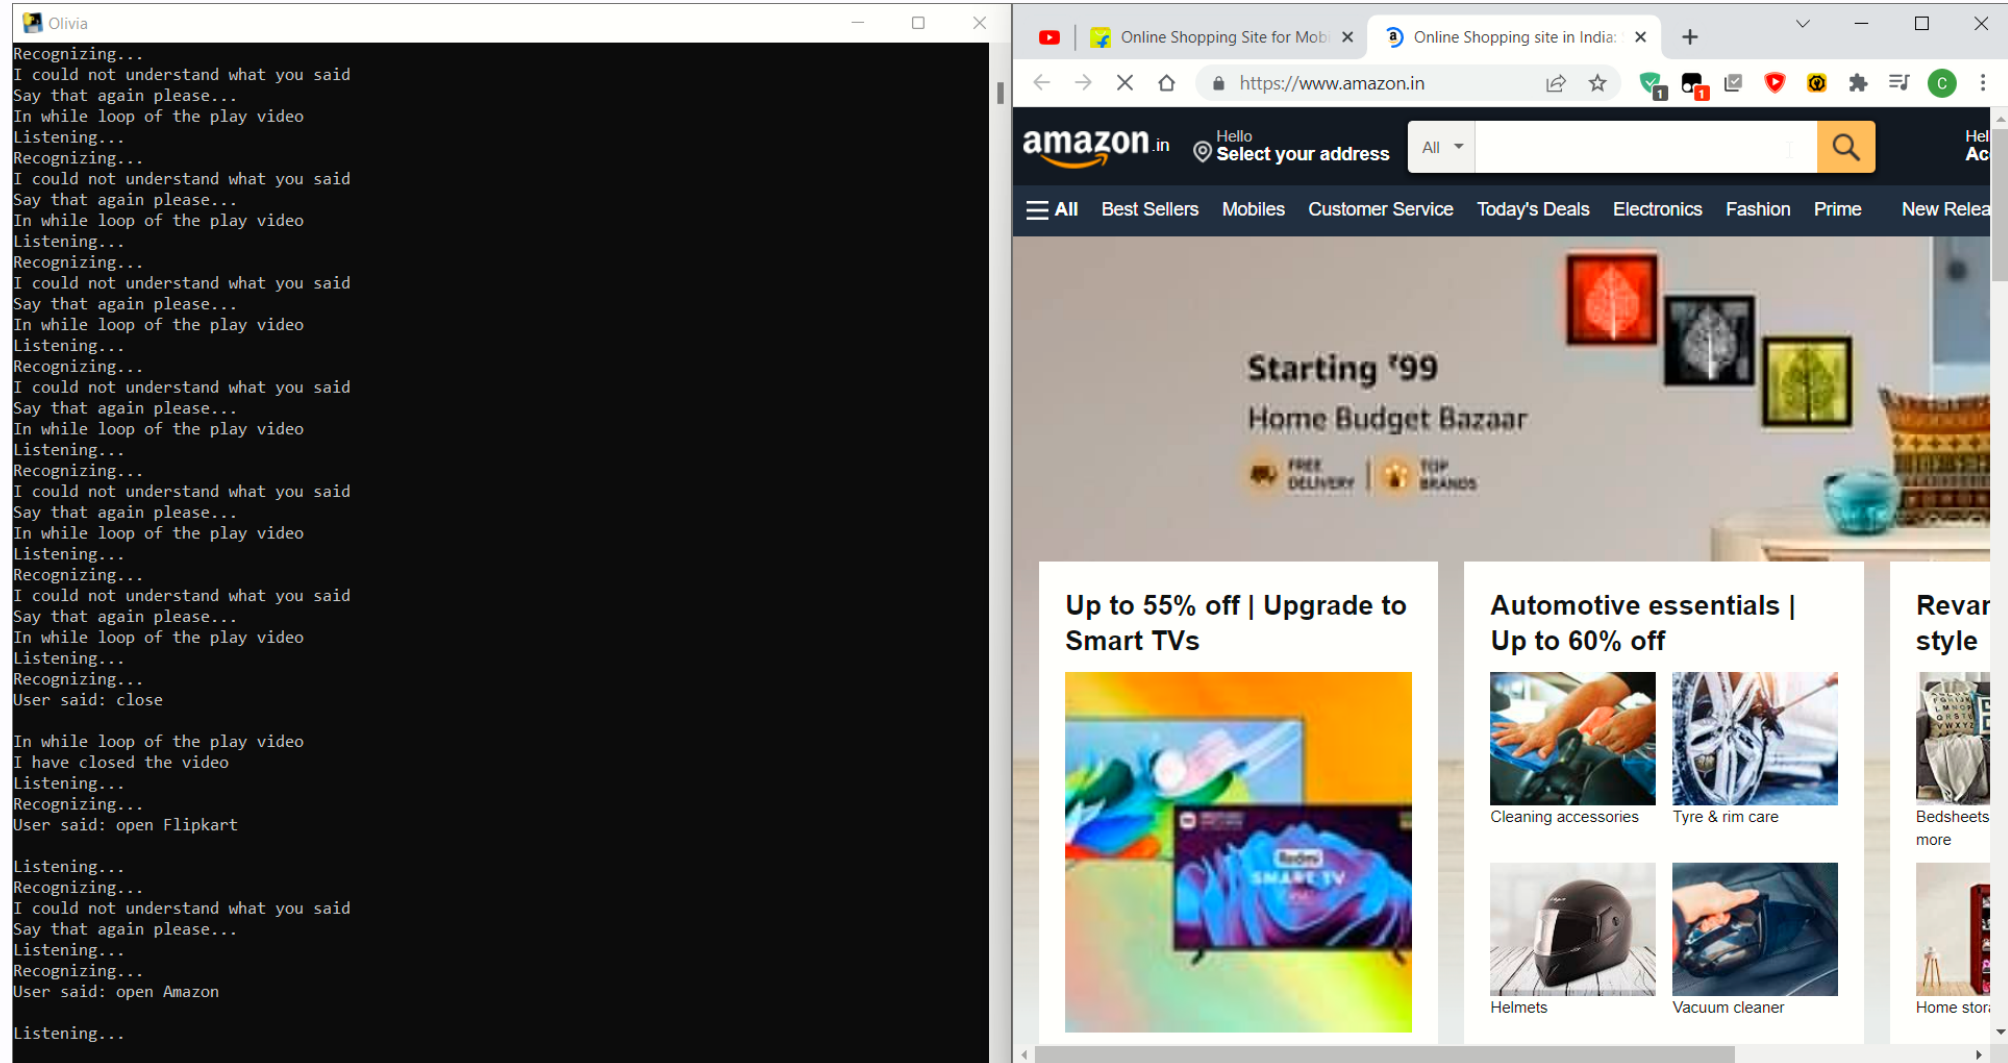 Olivia
Recognizing...
I could not understand what you said
Say that again please...
In while loop of the play video
Listening...
Recognizing...
I could not understand what you said
Say that again please...
In while loop of the play video
Listening...
Recognizing...
I could not understand what you said
Say that again please...
In while loop of the play video
Listening...
Recognizing...
I could not understand what you said
Say that again please...
In while loop of the play video
Listening...
Recognizing...
I could not understand what you said
Say that again please...
In while loop of the play video
Listening...
Recognizing...
I could not understand what you said
Say that again please...
In while loop of the play video
Listening...
Recognizing...
User said: close
In while loop of the play video
I have closed the video
Listening...
Recognizing...
User said: open Flipkart
Listening...
Recognizing...
I could not understand what you said
Say that again please...
Listening...
Recognizing...
User said: open Amazon
Listening...
Online Shopping Site for Mobi
Online Shopping site in India:
https://www.amazon.in
1
1
C
amazon.in
Hello
Select your address
All
Hel
Ac
All Best Sellers Mobiles Customer Service Today's Deals Electronics Fashion Prime New Relea
Starting ₹99
Home Budget Bazaar
FREE DELIVERY
TOP BRANDS
Up to 55% off | Upgrade to
Smart TVs
Redmi
SMART TV
Automotive essentials |
Up to 60% off
Cleaning accessories
Tyre & rim care
Helmets
Vacuum cleaner
Revar
style
Bedsheets
more
Home stor